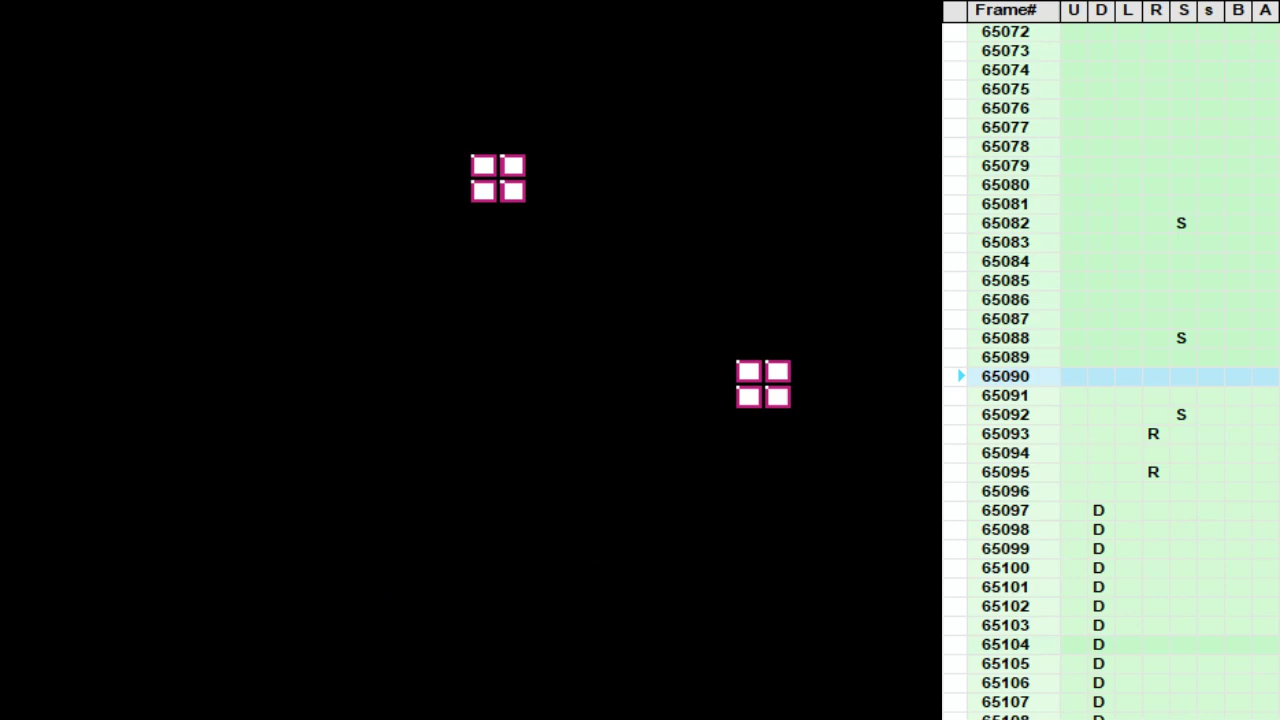 Frame# U D L R S s B A
65072
65073
65074
65075
65076
65077
65078
65079
65080
65081
65082 S
65083
65084
65085
65086
65087
65088 S
65089
65090
65091
65092 S
65093 R
65094
65095 R
65096
65097 D
65098 D
65099 D
65100 D
65101 D
65102 D
65103 D
65104 D
65105 D
65106 D
65107 D
65108 D